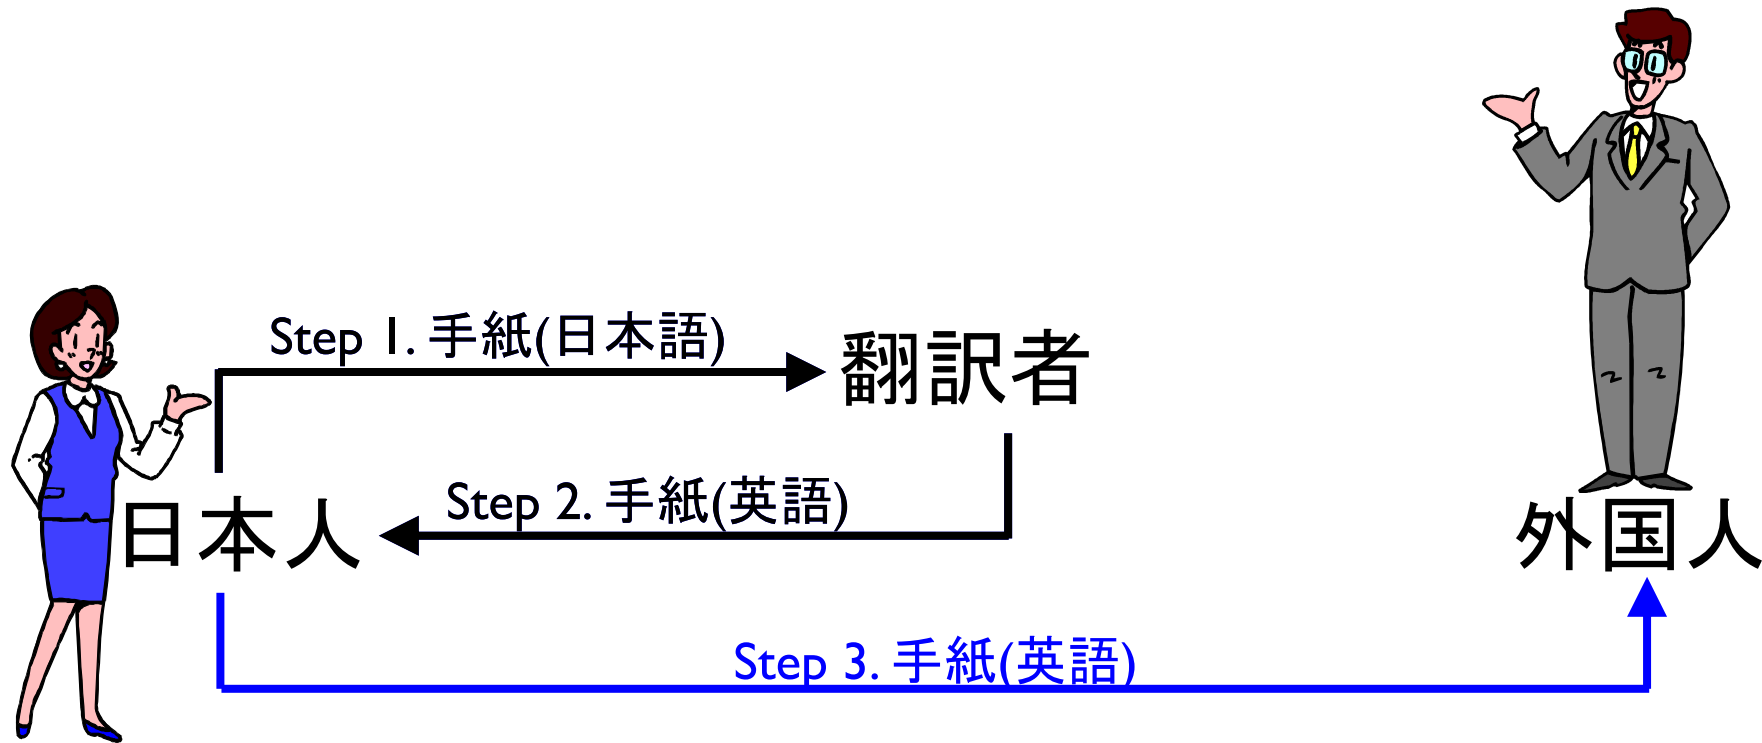 Step 1. 手紙(日本語)
翻訳者
Step 2. 手紙(英語)
日本人
外国人
Step 3. 手紙(英語)